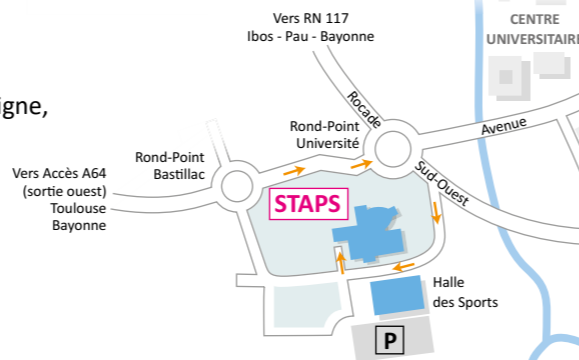 Vers RN 117
Ibos - Pau - Bayonne
CENTRE
UNIVERSITAIRE
igne,
Rocade
Rond-Point
Université
Avenue
Rond-Point
Bastillac
Vers Accès A64
(sortie ouest)
Toulouse
Bayonne
Sud-Ouest
STAPS
Halle
des Sports
P